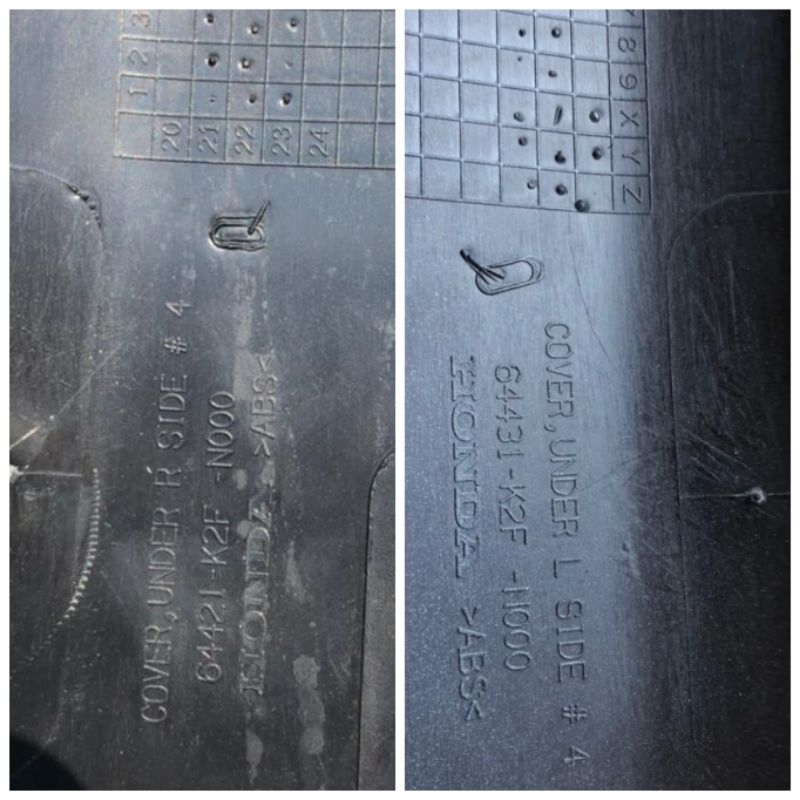 1 2 3
20
21
22
23
24
COVER, UNDER R SIDE # 4
64421-K2F -N000
HONDA >ABS<
8 9 X Y Z
COVER, UNDER L SIDE # 4
64431-K2F -N000
HONDA >ABS<